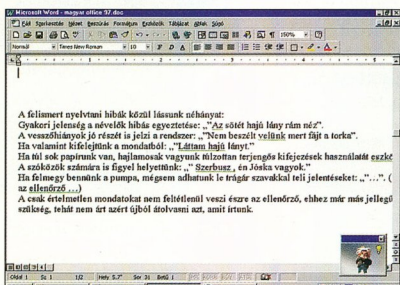 Microsoft Word - magyar office 97.doc
Fájl Szerkesztés Nézet Beszúrás Formátum Eszközök Táblázat Ablak Súgó
150%
Normál Times New Roman 10 F D A
A felismert nyelvtani hibák közül lássunk néhányat:
Gyakori jelenség a névelők hibás egyeztetése: „"Az sötét hajú lány rám néz".
A vesszőhiányok jó részét is jelzi a rendszer: „"Nem beszélt velünk mert fájt a torka".
Ha valamint kifelejtünk a mondatból: „"Láttam hajú lányt."
Ha túl sok papírunk van, hajlamosak vagyunk túlzottan terjengős kifejezések használatát eszkö
A szóközök számára is figyel helyettünk: „" Szerbusz , én Jóska vagyok."
Ha felmegy bennünk a pumpa, mégsem adhatunk le trágár szavakkal teli jelentéseket: „"…". (
az ellenőrző …)
A csak értelmetlen mondatokat nem feltétlenül veszi észre az ellenőrző, ehhez már más jellegű
szükség, tehát nem árt azért újból átolvasni azt, amit írtunk.
Oldal 1 Sz 1 1/2 Hely 5.7" Sor 31 Betű 1